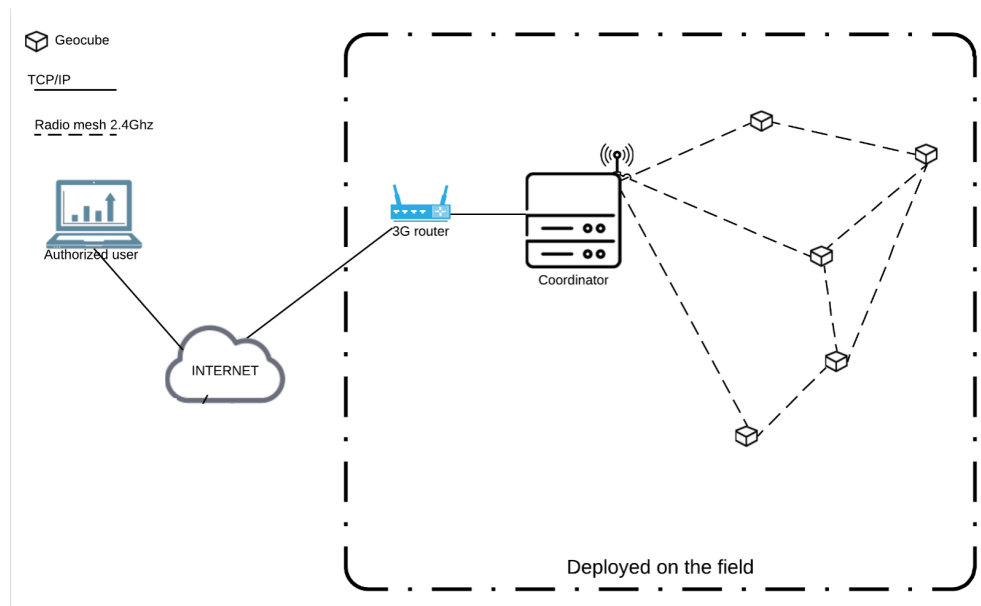 Geocube
TCP/IP
Radio mesh 2.4Ghz
Authorized user
3G router
Coordinator
INTERNET
Deployed on the field